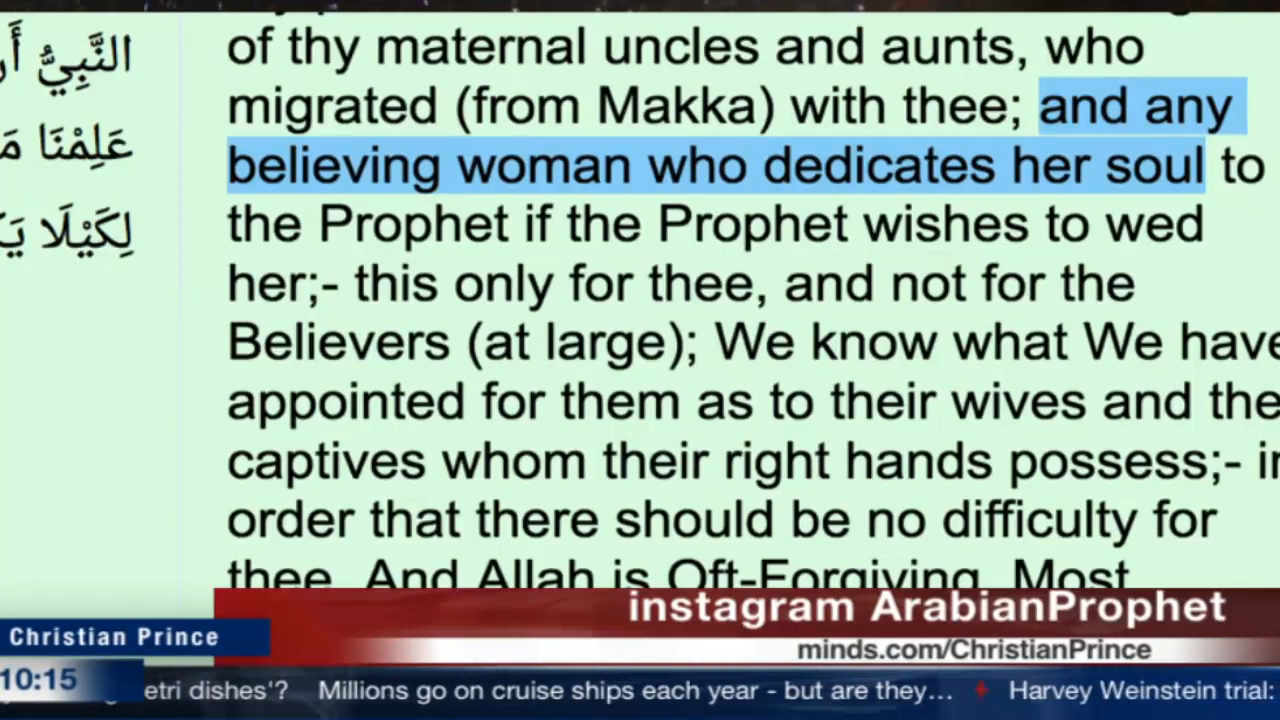 of thy maternal uncles and aunts, who
migrated (from Makka) with thee; and any
believing woman who dedicates her soul to
the Prophet if the Prophet wishes to wed
her;- this only for thee, and not for the
Believers (at large); We know what We have
appointed for them as to their wives and the
captives whom their right hands possess;- in
order that there should be no difficulty for
thee. And Allah is Oft-Forgiving, Most
النَّبِيُّ
عَلِمْنَا
لِكَيْلَا
instagram ArabianProphet
minds.com/ChristianPrince
Christian Prince
10:15
etri dishes'? Millions go on cruise ships each year - but are they... Harvey Weinstein trial: